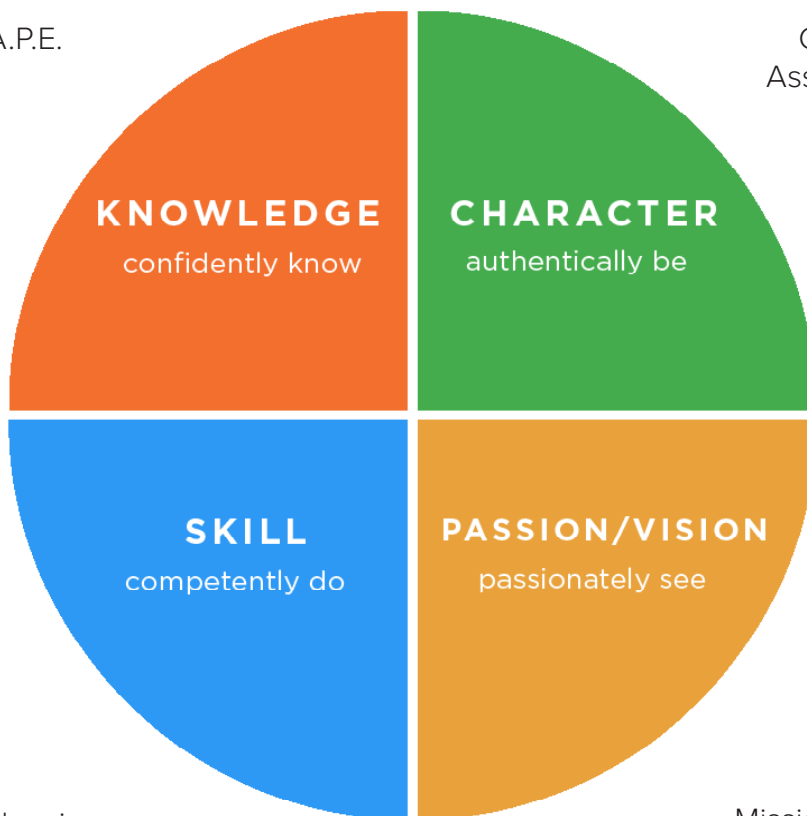 A.P.E.
KNOWLEDGE
confidently know
CHARACTER
authentically be
SKILL
competently do
PASSION/VISION
passionately see